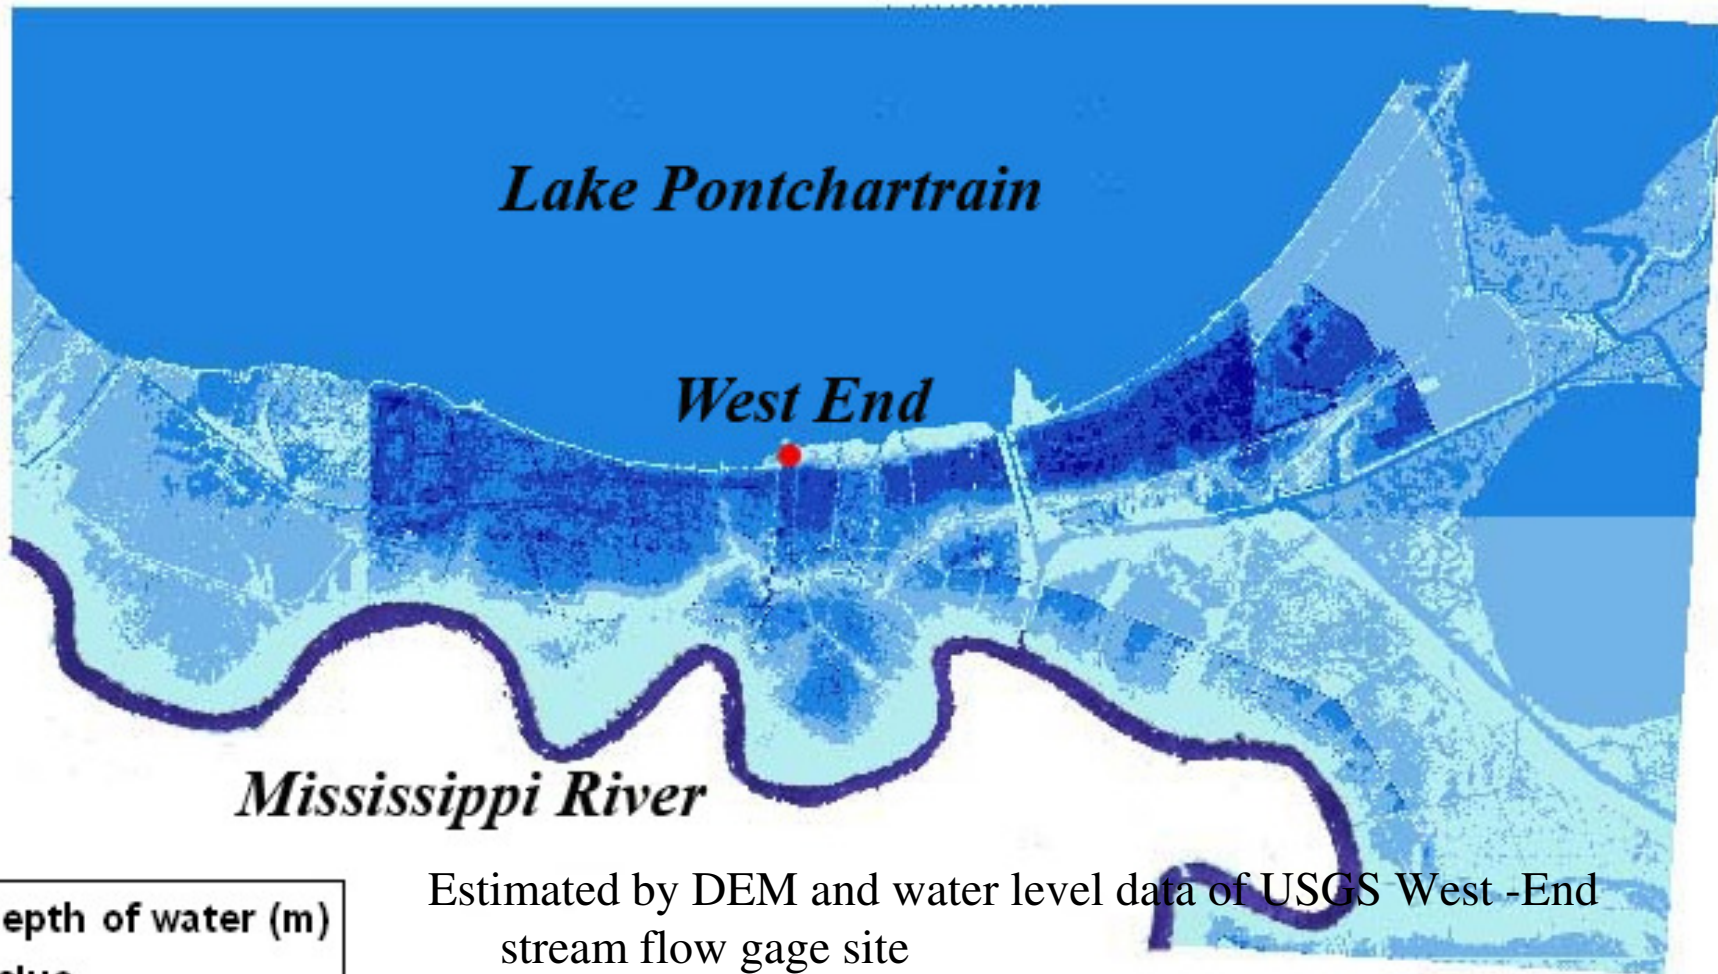 Lake Pontchartrain
West End
Mississippi River
Estimated by DEM and water level data of USGS West -End
stream flow gage site
epth of water (m)